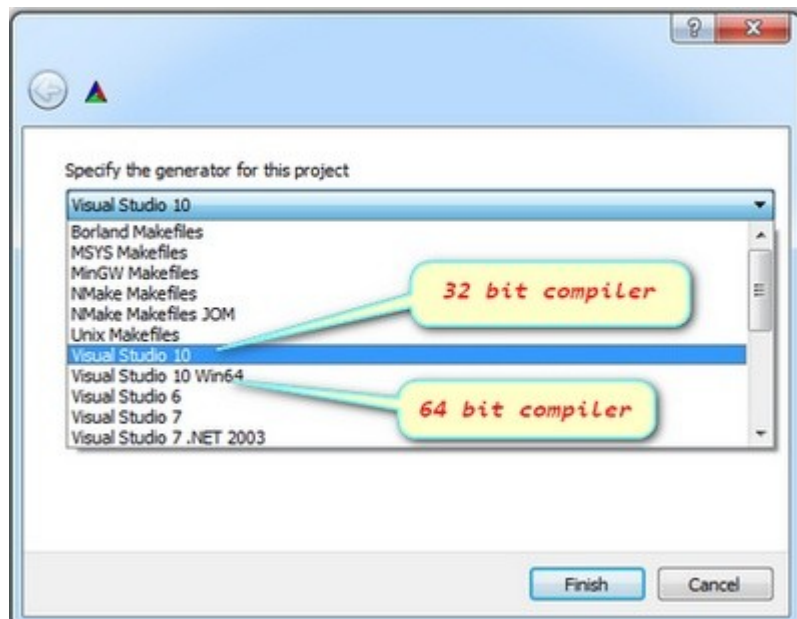 Specify the generator for this project
Visual Studio 10
Borland Makefiles
MSYS Makefiles
MinGW Makefiles
NMake Makefiles
NMake Makefiles JOM
Unix Makefiles
Visual Studio 10
Visual Studio 10 Win64
Visual Studio 6
Visual Studio 7
Visual Studio 7 .NET 2003
32 bit compiler
64 bit compiler
Finish
Cancel